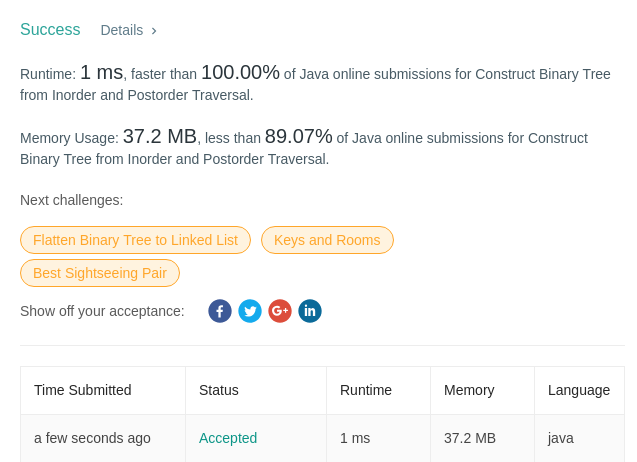 Success Details >
Runtime: 1 ms, faster than 100.00% of Java online submissions for Construct Binary Tree
from Inorder and Postorder Traversal.
Memory Usage: 37.2 MB, less than 89.07% of Java online submissions for Construct
Binary Tree from Inorder and Postorder Traversal.
Next challenges:
Flatten Binary Tree to Linked List Keys and Rooms
Best Sightseeing Pair
Show off your acceptance: f G+ in
Time Submitted Status Runtime Memory Language
a few seconds ago Accepted 1 ms 37.2 MB java